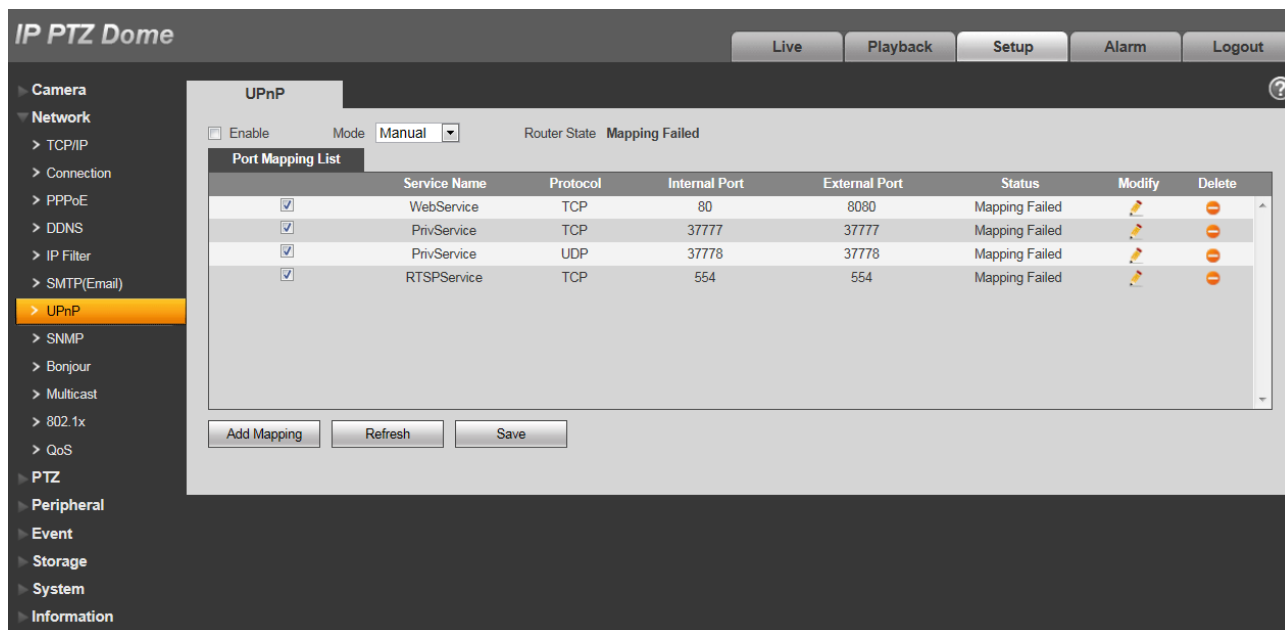 IP PTZ Dome
Live Playback Setup Alarm Logout
?
Camera
Network
> TCP/IP
> Connection
> PPPoE
> DDNS
> IP Filter
> SMTP(Email)
> UPnP
> SNMP
> Bonjour
> Multicast
> 802.1x
> QoS
PTZ
Peripheral
Event
Storage
System
Information
UPnP
Enable Mode Manual Router State Mapping Failed
Port Mapping List
Service Name Protocol Internal Port External Port Status Modify Delete
WebService TCP 80 8080 Mapping Failed
PrivService TCP 37777 37777 Mapping Failed
PrivService UDP 37778 37778 Mapping Failed
RTSPService TCP 554 554 Mapping Failed
Add Mapping Refresh Save